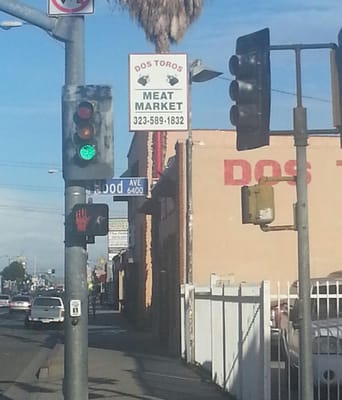 DOS TOROS
MEAT
MARKET
323-589-1832
OOD AVE
6400
DOS T